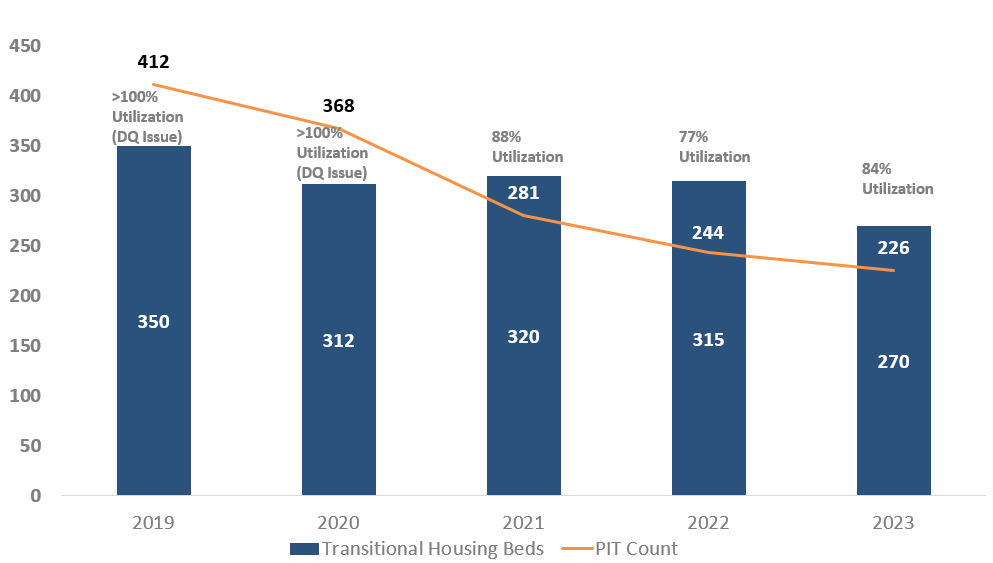 450
400
350
300
250
200
150
100
50
0
412
>100%
Utilization
(DQ Issue)
350
368
>100%
Utilization
(DQ Issue)
312
88%
Utilization
281
320
77%
Utilization
244
315
84%
Utilization
226
270
2019 2020 2021 2022 2023
Transitional Housing Beds PIT Count